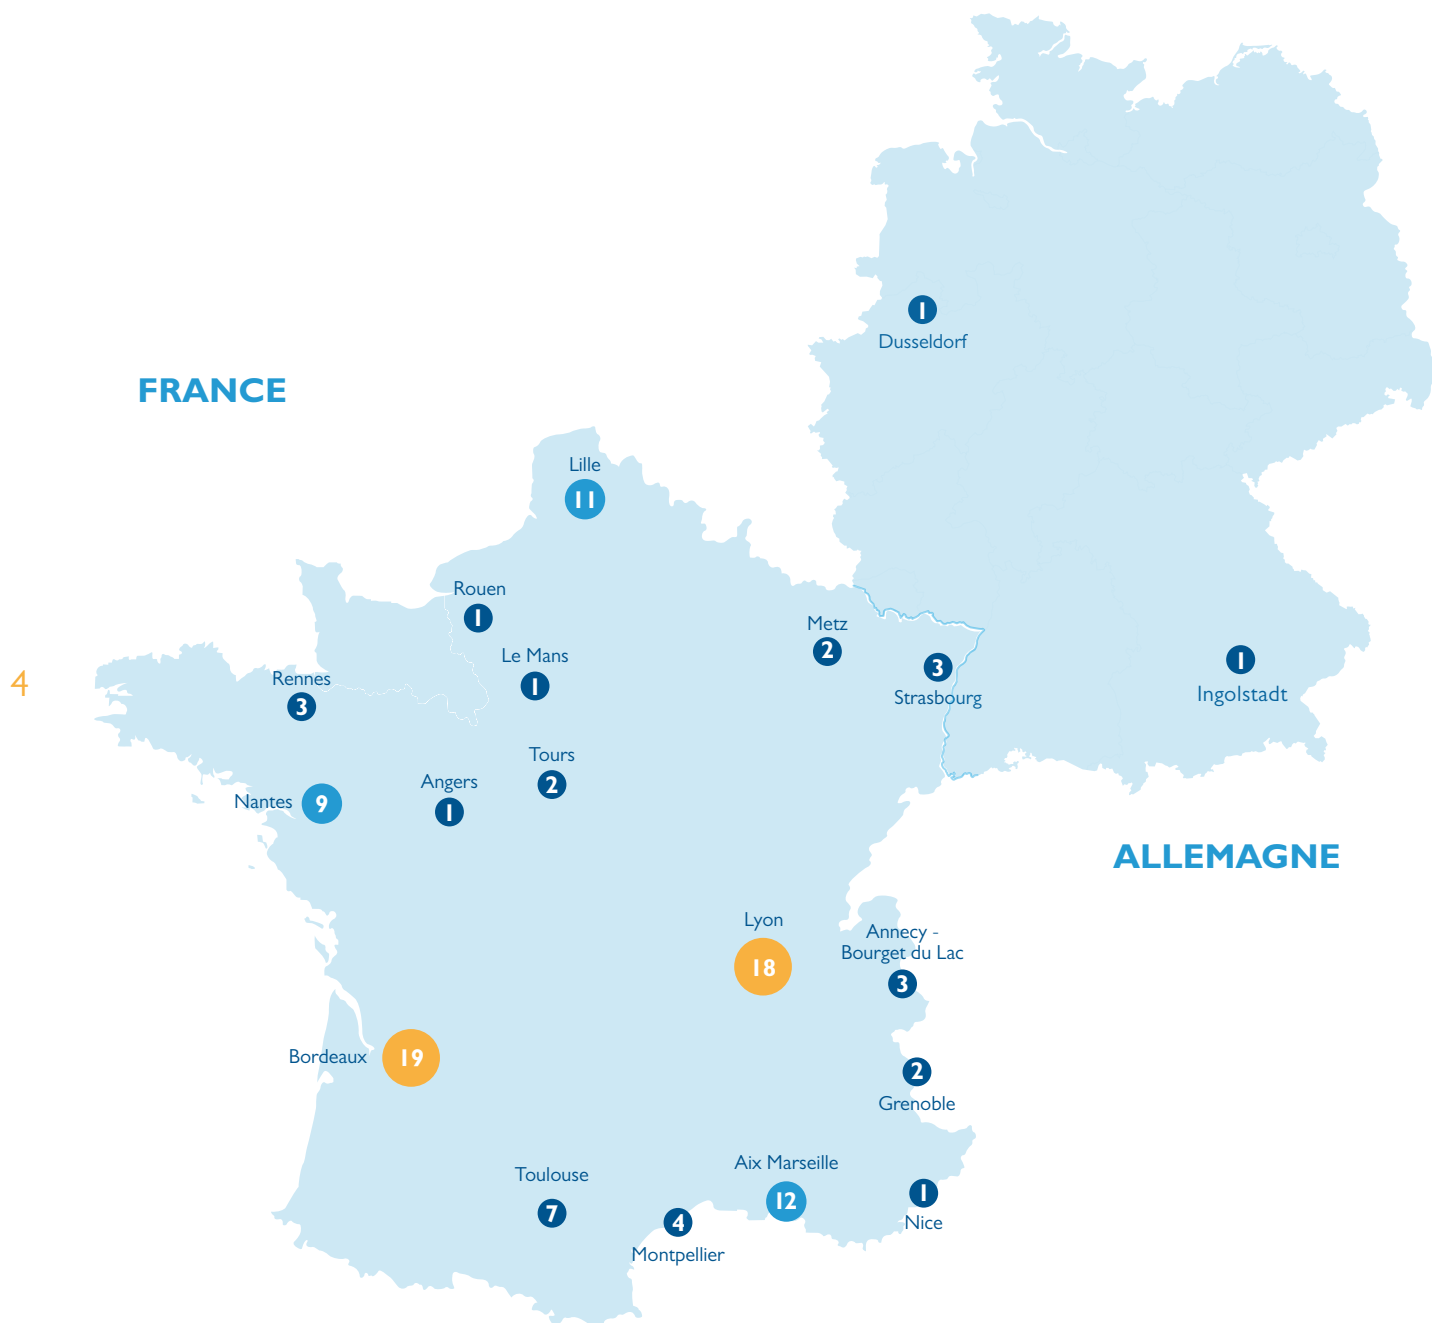 1
Dusseldorf
FRANCE
Lille
11
Rouen
1
Metz
2
Le Mans
1
3
Strasbourg
1
Ingolstadt
4
Rennes
3
Tours
2
Angers
1
Nantes
9
ALLEMAGNE
Lyon
18
Annecy -
Bourget du Lac
3
Bordeaux
19
2
Grenoble
Aix Marseille
12
Toulouse
7
4
Montpellier
1
Nice